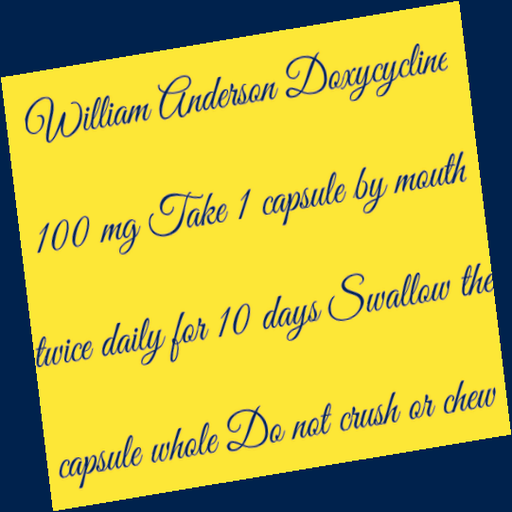 William Anderson Doxycycline
100 mg Take 1 capsule by mouth
twice daily for 10 days Swallow the
capsule whole Do not crush or chew